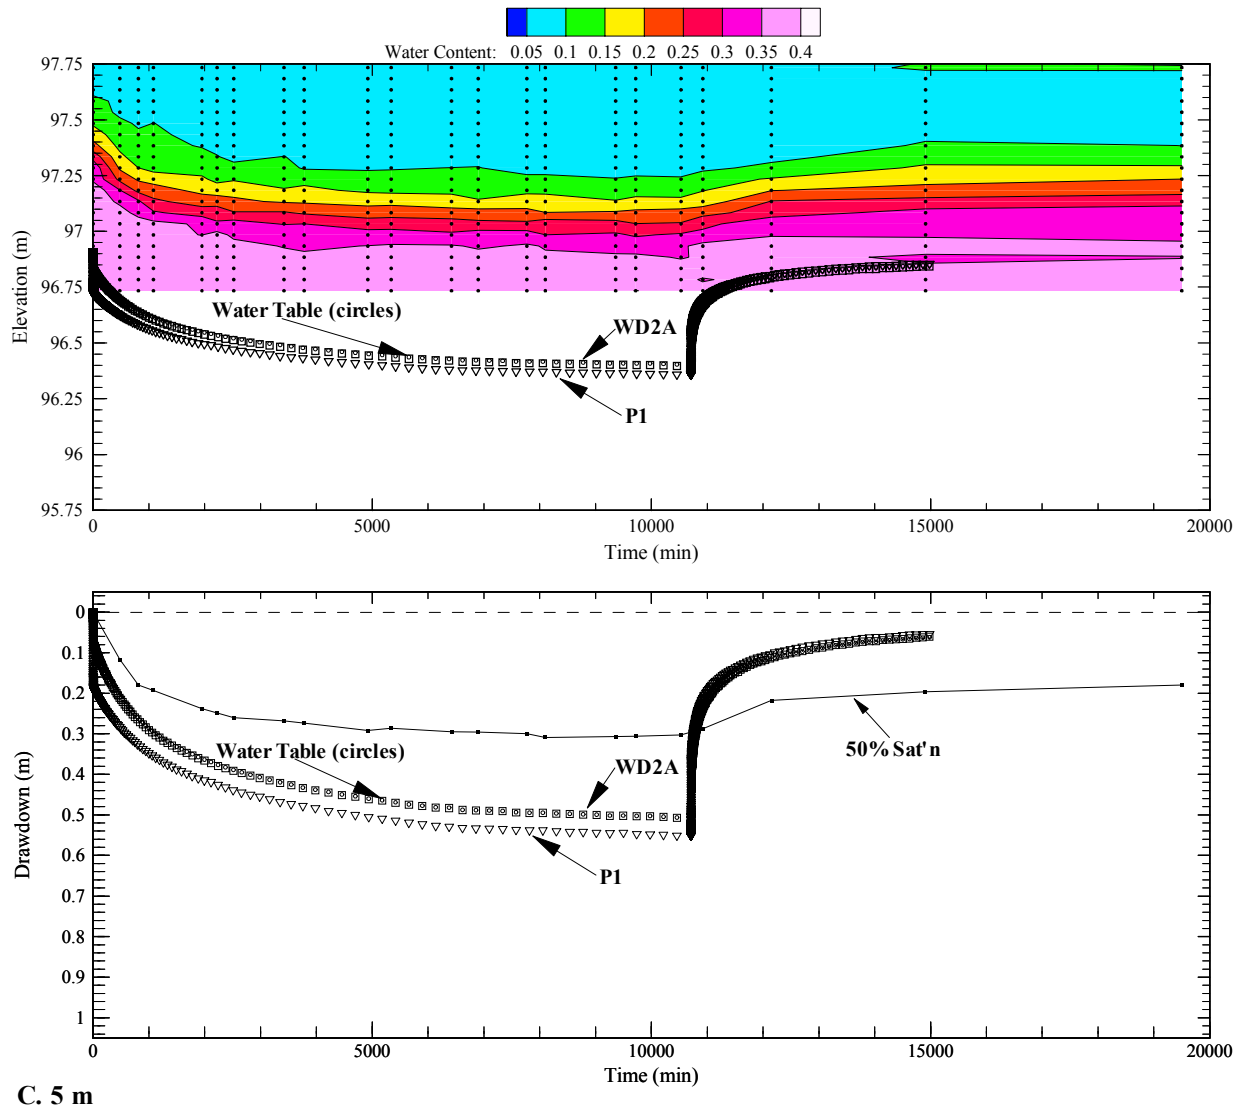 Water Content: 0.05 0.1 0.15 0.2 0.25 0.3 0.35 0.4
97.75
97.5
97.25
97
96.75
96.5
96.25
96
95.75
Elevation (m)
Water Table (circles)
WD2A
P1
0 5000 10000 15000 20000
Time (min)
0
0.1
0.2
0.3
0.4
0.5
0.6
0.7
0.8
0.9
1
Drawdown (m)
Water Table (circles)
WD2A
P1
50% Sat'n
0 5000 10000 15000 20000
Time (min)
C. 5 m